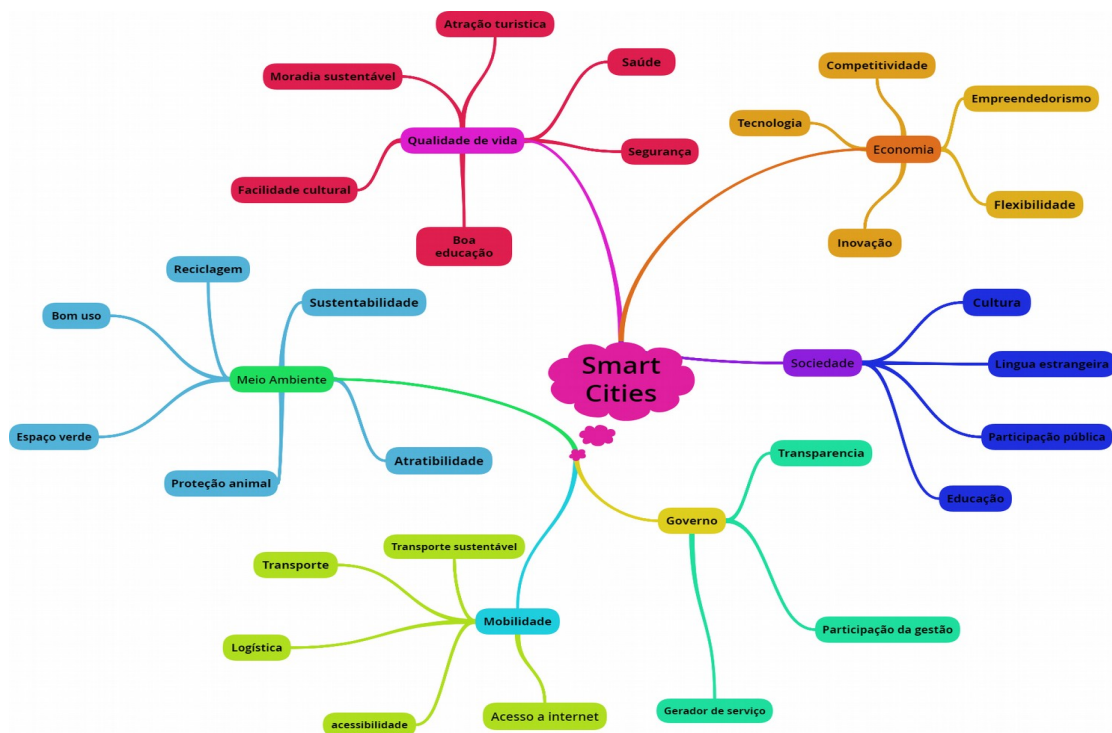 Smart
Cities
Qualidade de vida
Atração turistica
Moradia sustentável
Saúde
Segurança
Facilidade cultural
Boa
educação
Economia
Competitividade
Empreendedorismo
Tecnologia
Flexibilidade
Inovação
Sociedade
Cultura
Lingua estrangeira
Participação pública
Educação
Meio Ambiente
Reciclagem
Sustentabilidade
Bom uso
Espaço verde
Proteção animal
Atratibilidade
Governo
Transparencia
Participação da gestão
Gerador de serviço
Mobilidade
Transporte sustentável
Transporte
Logística
acessibilidade
Acesso a internet